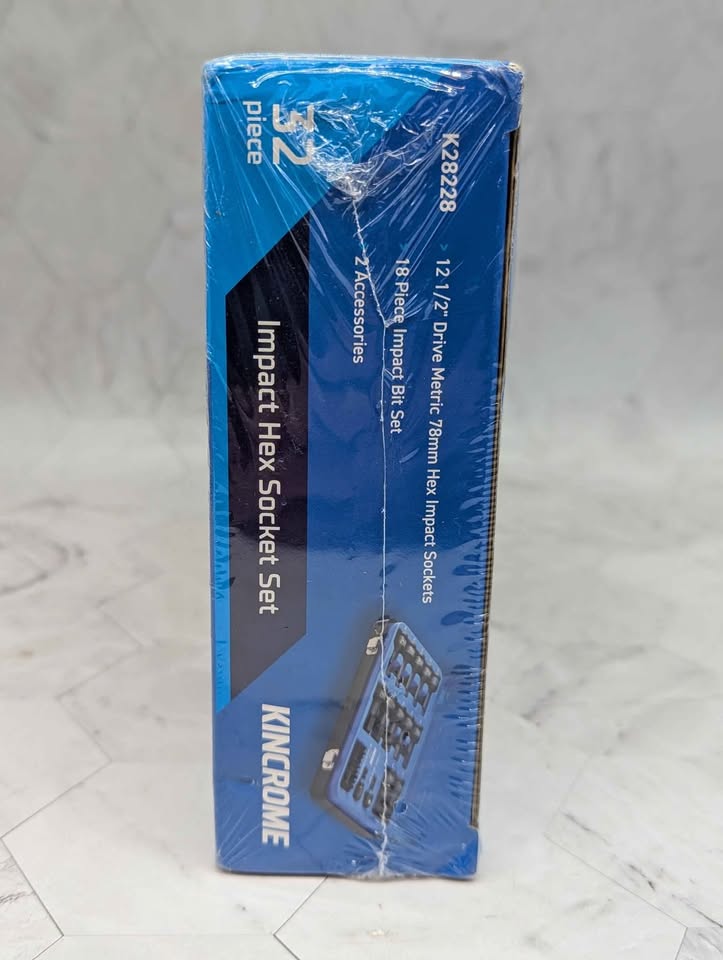 K28228
› 12 1/2" Drive Metric 78mm Hex Impact Sockets
› 18 Piece Impact Bit Set
› 2 Accessories
32
piece
Impact Hex Socket Set
KINCROME